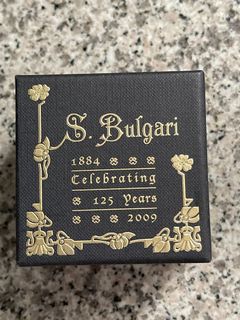 S. Bulgari
1884
Celebrating
125 Years
2009